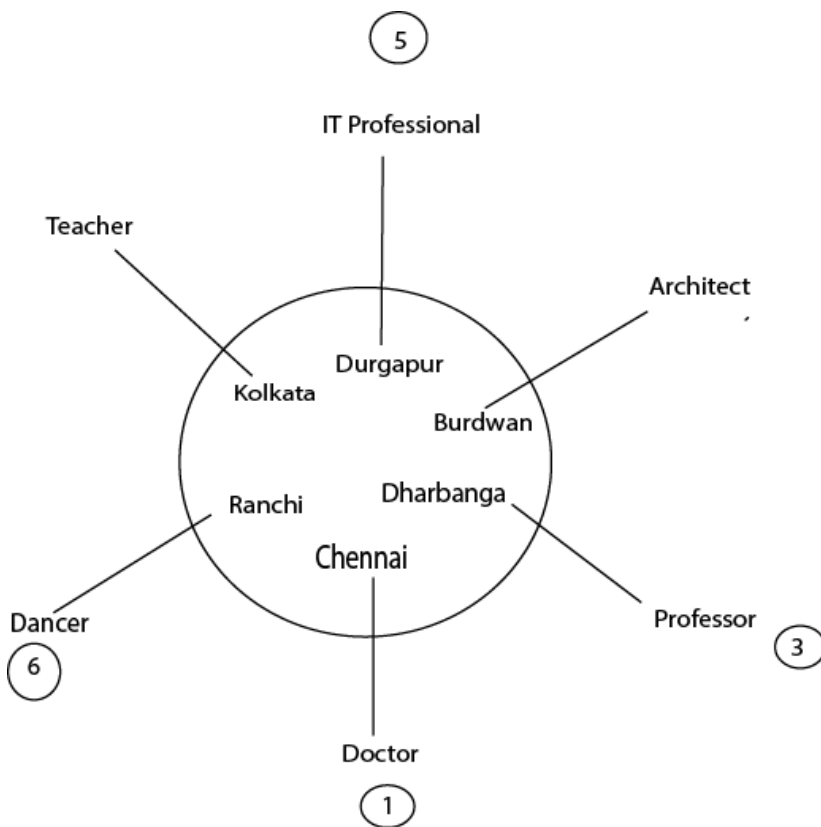 5
IT Professional
Teacher
Architect
Durgapur
Kolkata
Burdwan
Dharbanga
Ranchi
Chennai
Dancer
Professor
3
6
Doctor
1